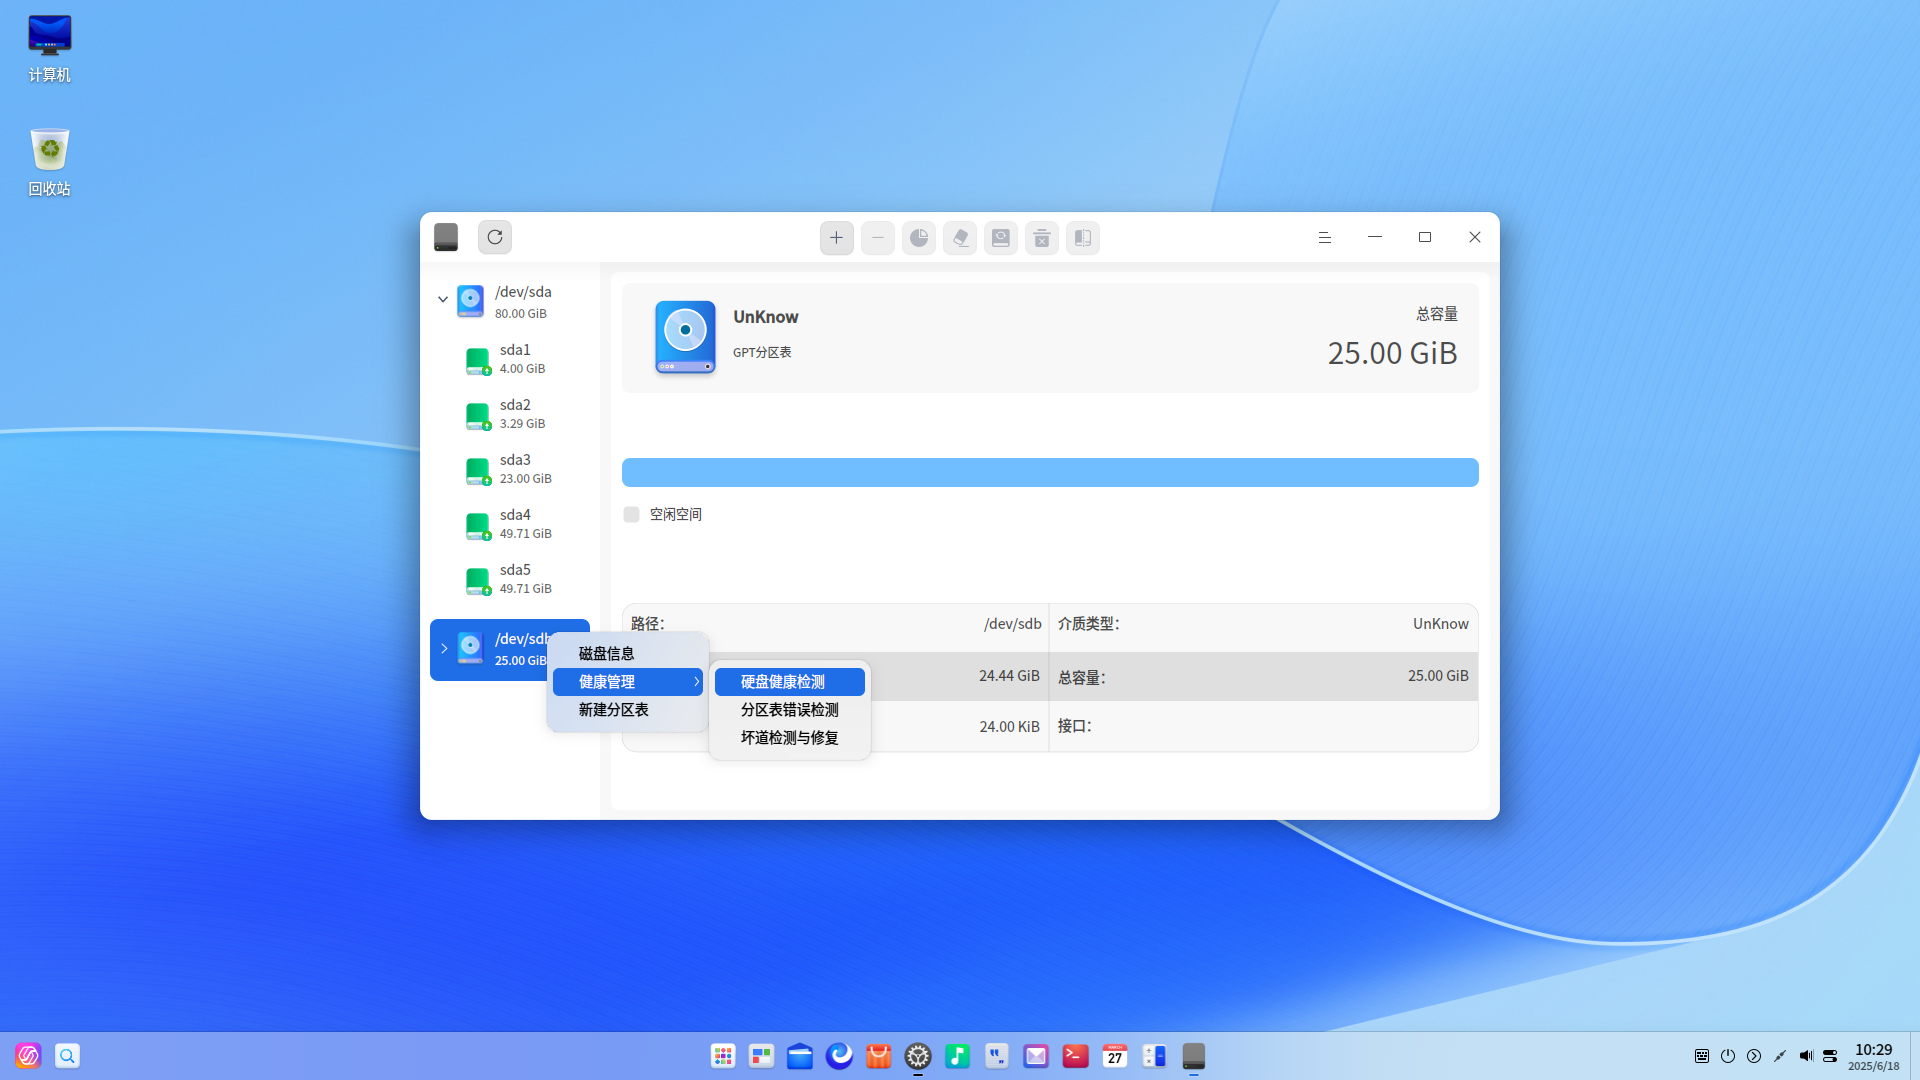 计算机
回收站
/dev/sda
80.00 GiB
sda1
4.00 GiB
sda2
3.29 GiB
sda3
23.00 GiB
sda4
49.71 GiB
sda5
49.71 GiB
/dev/sdb
25.00 GiB
UnKnow
GPT分区表
总容量
25.00 GiB
空闲空间
路径:
/dev/sdb
介质类型:
UnKnow
24.44 GiB
总容量:
25.00 GiB
24.00 KiB
接口:
磁盘信息
健康管理
新建分区表
硬盘健康检测
分区表错误检测
坏道检测与修复
27
10:29
2025/6/18